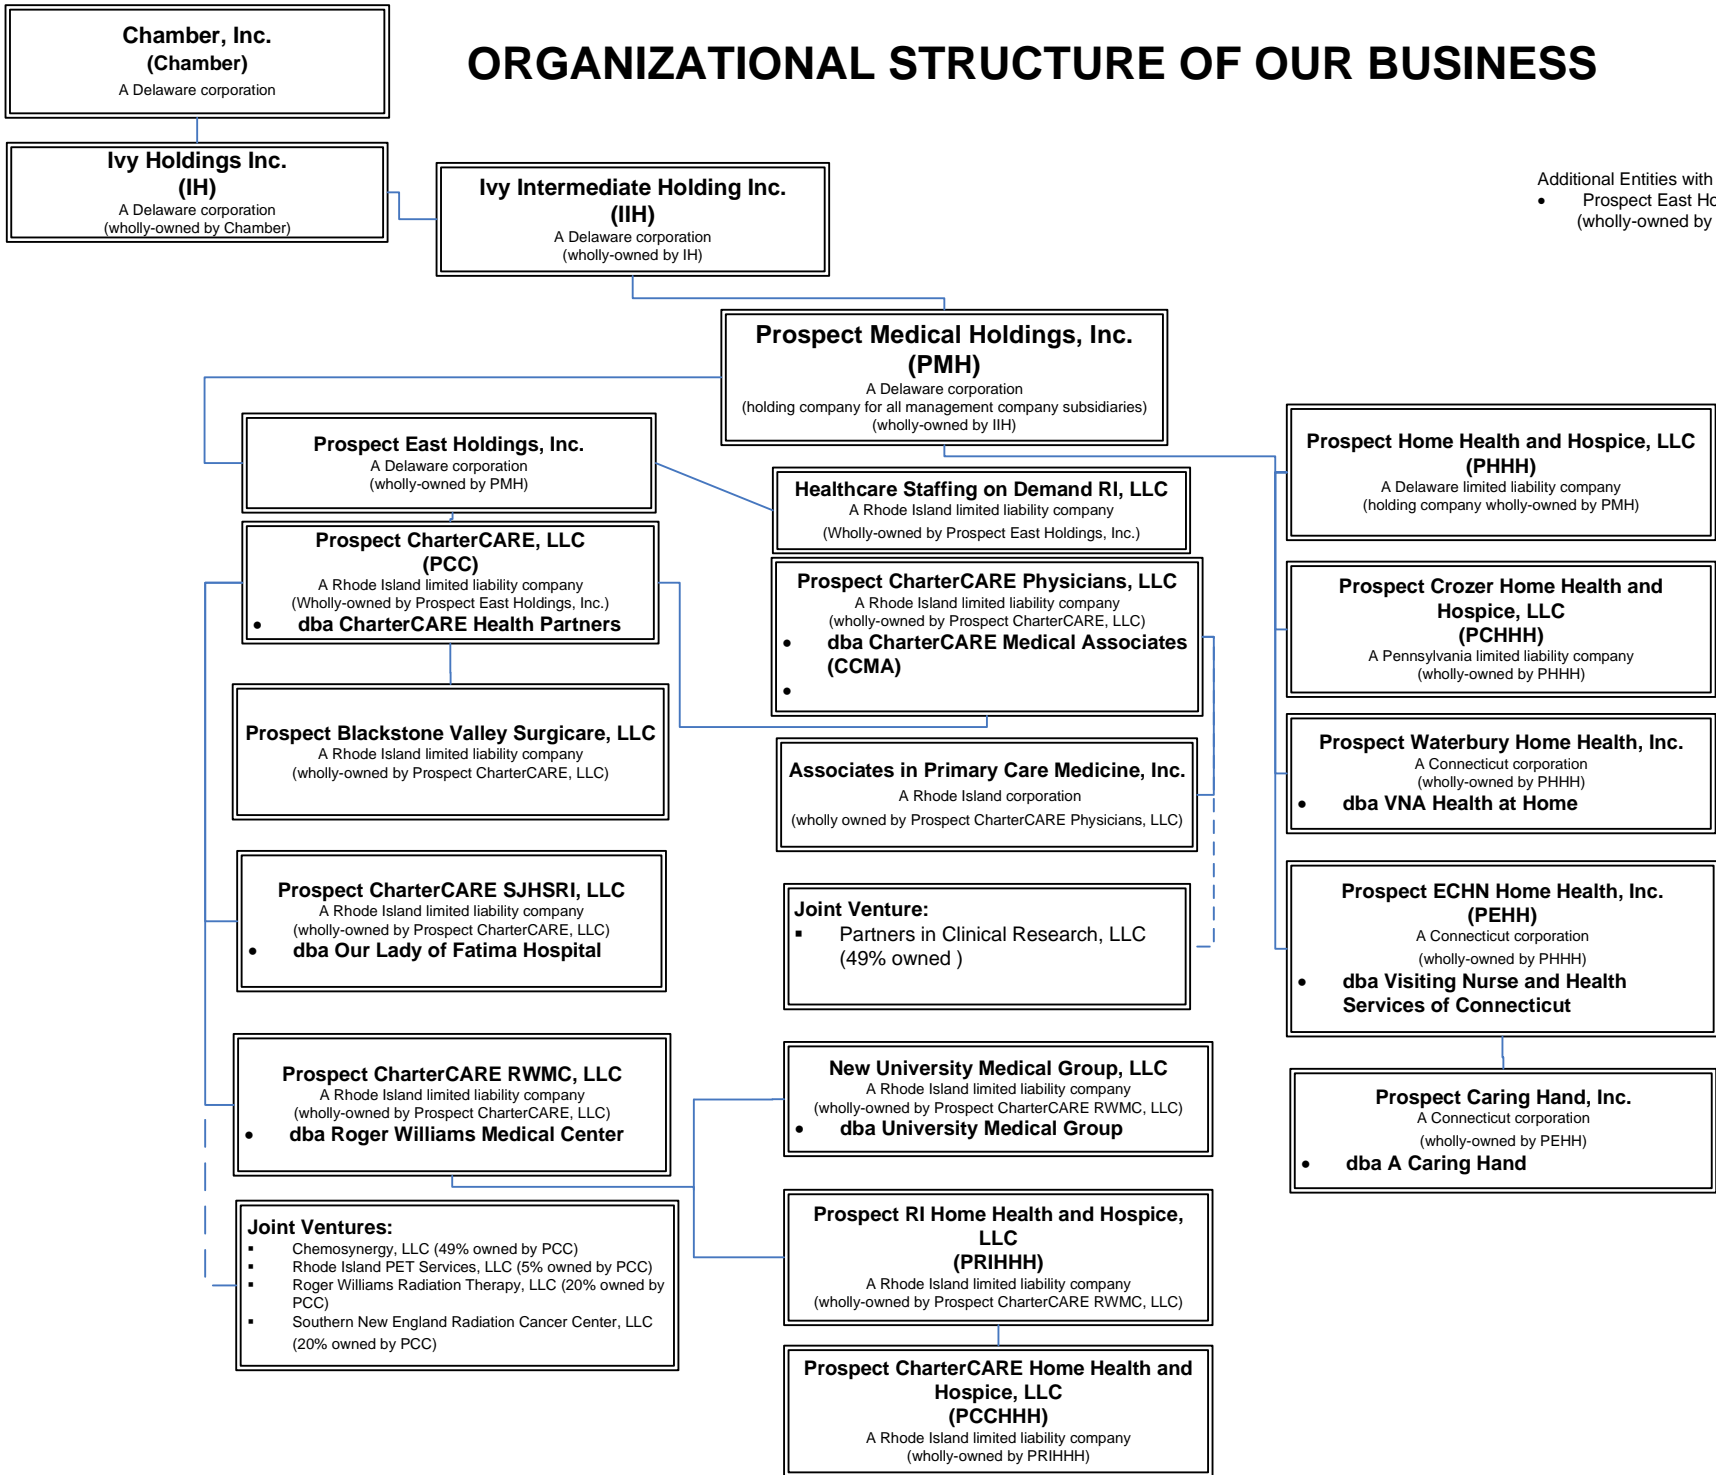 ORGANIZATIONAL STRUCTURE OF OUR BUSINESS
Chamber, Inc.
(Chamber)
A Delaware corporation
Ivy Holdings Inc.
(IH)
A Delaware corporation
(wholly-owned by Chamber)
Ivy Intermediate Holding Inc.
(IIH)
A Delaware corporation
(wholly-owned by IH)
Additional Entities with
• Prospect East Ho
(wholly-owned by
Prospect Medical Holdings, Inc.
(PMH)
A Delaware corporation
(holding company for all management company subsidiaries)
(wholly-owned by IIH)
Prospect East Holdings, Inc.
A Delaware corporation
(wholly-owned by PMH)
Healthcare Staffing on Demand RI, LLC
A Rhode Island limited liability company
(Wholly-owned by Prospect East Holdings, Inc.)
Prospect CharterCARE, LLC
(PCC)
A Rhode Island limited liability company
(Wholly-owned by Prospect East Holdings, Inc.)
• dba CharterCARE Health Partners
Prospect CharterCARE Physicians, LLC
A Rhode Island limited liability company
(wholly-owned by Prospect CharterCARE, LLC)
• dba CharterCARE Medical Associates
(CCMA)
•
Prospect Blackstone Valley Surgicare, LLC
A Rhode Island limited liability company
(wholly-owned by Prospect CharterCARE, LLC)
Associates in Primary Care Medicine, Inc.
A Rhode Island corporation
(wholly owned by Prospect CharterCARE Physicians, LLC)
Prospect CharterCARE SJHSRI, LLC
A Rhode Island limited liability company
(wholly-owned by Prospect CharterCARE, LLC)
• dba Our Lady of Fatima Hospital
Joint Venture:
▪ Partners in Clinical Research, LLC
(49% owned )
Prospect CharterCARE RWMC, LLC
A Rhode Island limited liability company
(wholly-owned by Prospect CharterCARE, LLC)
• dba Roger Williams Medical Center
New University Medical Group, LLC
A Rhode Island limited liability company
(wholly-owned by Prospect CharterCARE RWMC, LLC)
• dba University Medical Group
Joint Ventures:
▪ Chemosynergy, LLC (49% owned by PCC)
▪ Rhode Island PET Services, LLC (5% owned by PCC)
▪ Roger Williams Radiation Therapy, LLC (20% owned by
PCC)
▪ Southern New England Radiation Cancer Center, LLC
(20% owned by PCC)
Prospect RI Home Health and Hospice,
LLC
(PRIHHH)
A Rhode Island limited liability company
(wholly-owned by Prospect CharterCARE RWMC, LLC)
Prospect CharterCARE Home Health and
Hospice, LLC
(PCCHHH)
A Rhode Island limited liability company
(wholly-owned by PRIHHH)
Prospect Home Health and Hospice, LLC
(PHHH)
A Delaware limited liability company
(holding company wholly-owned by PMH)
Prospect Crozer Home Health and
Hospice, LLC
(PCHHH)
A Pennsylvania limited liability company
(wholly-owned by PHHH)
Prospect Waterbury Home Health, Inc.
A Connecticut corporation
(wholly-owned by PHHH)
• dba VNA Health at Home
Prospect ECHN Home Health, Inc.
(PEHH)
A Connecticut corporation
(wholly-owned by PHHH)
• dba Visiting Nurse and Health
Services of Connecticut
Prospect Caring Hand, Inc.
A Connecticut corporation
(wholly-owned by PEHH)
• dba A Caring Hand